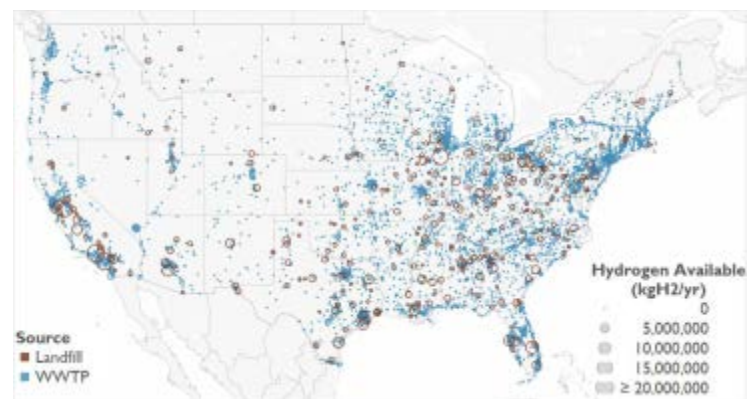 Hydrogen Available
(kgH2/yr)
0
5,000,000
10,000,000
15,000,000
≥ 20,000,000
Source
Landfill
WWTP